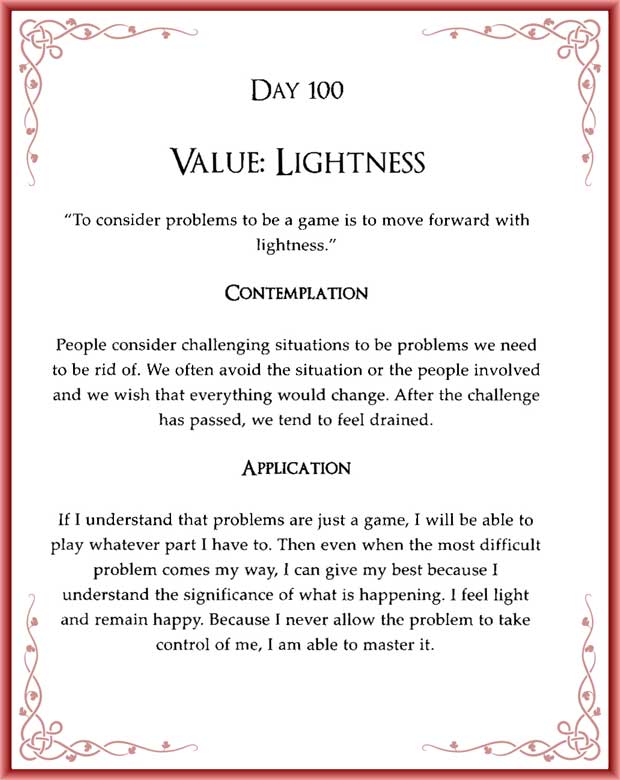 DAY 100
VALUE: LIGHTNESS
“To consider problems to be a game is to move forward with
lightness.”
CONTEMPLATION
People consider challenging situations to be problems we need
to be rid of. We often avoid the situation or the people involved
and we wish that everything would change. After the challenge
has passed, we tend to feel drained.
APPLICATION
If I understand that problems are just a game, I will be able to
play whatever part I have to. Then even when the most difficult
problem comes my way, I can give my best because I
understand the significance of what is happening. I feel light
and remain happy. Because I never allow the problem to take
control of me, I am able to master it.